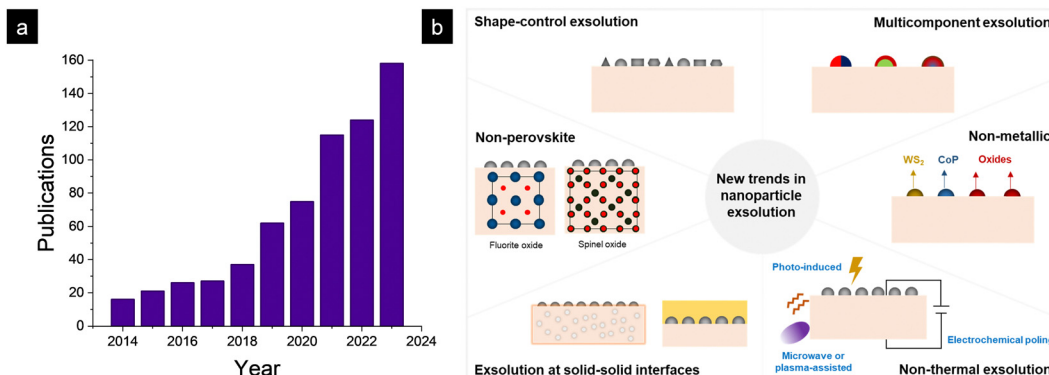 a
160
140
120
100
80
60
40
20
0
Publications
2014
2016
2018
2020
2022
2024
Year
b
Shape-control exsolution
Multicomponent exsolution
Non-perovskite
Fluorite oxide
Spinel oxide
New trends in
nanoparticle
exsolution
Non-metallic
WS₂
CoP
Oxides
Exsolution at solid-solid interfaces
Photo-induced
Microwave or
plasma-assisted
Electrochemical poling
Non-thermal exsolution